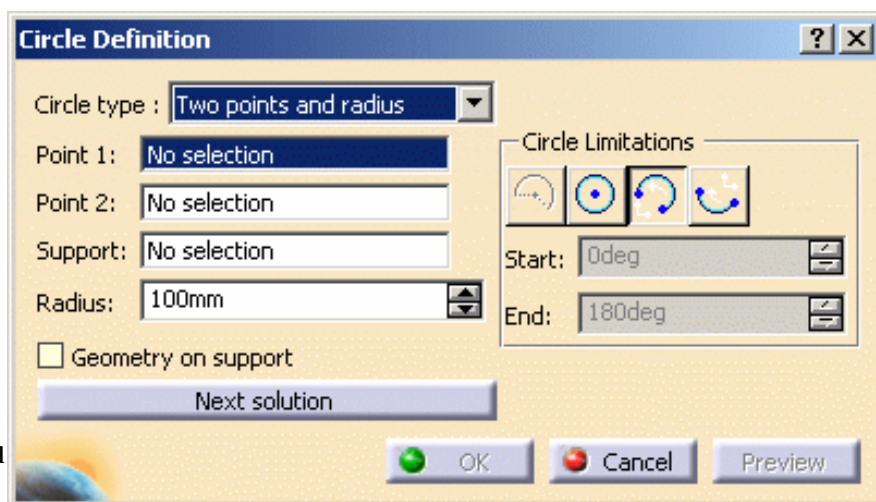 Circle Definition
? X
Circle type : Two points and radius
Point 1: No selection
Point 2: No selection
Support: No selection
Radius: 100mm
Geometry on support
Next solution
Circle Limitations
Start: 0deg
End: 180deg
OK Cancel Preview